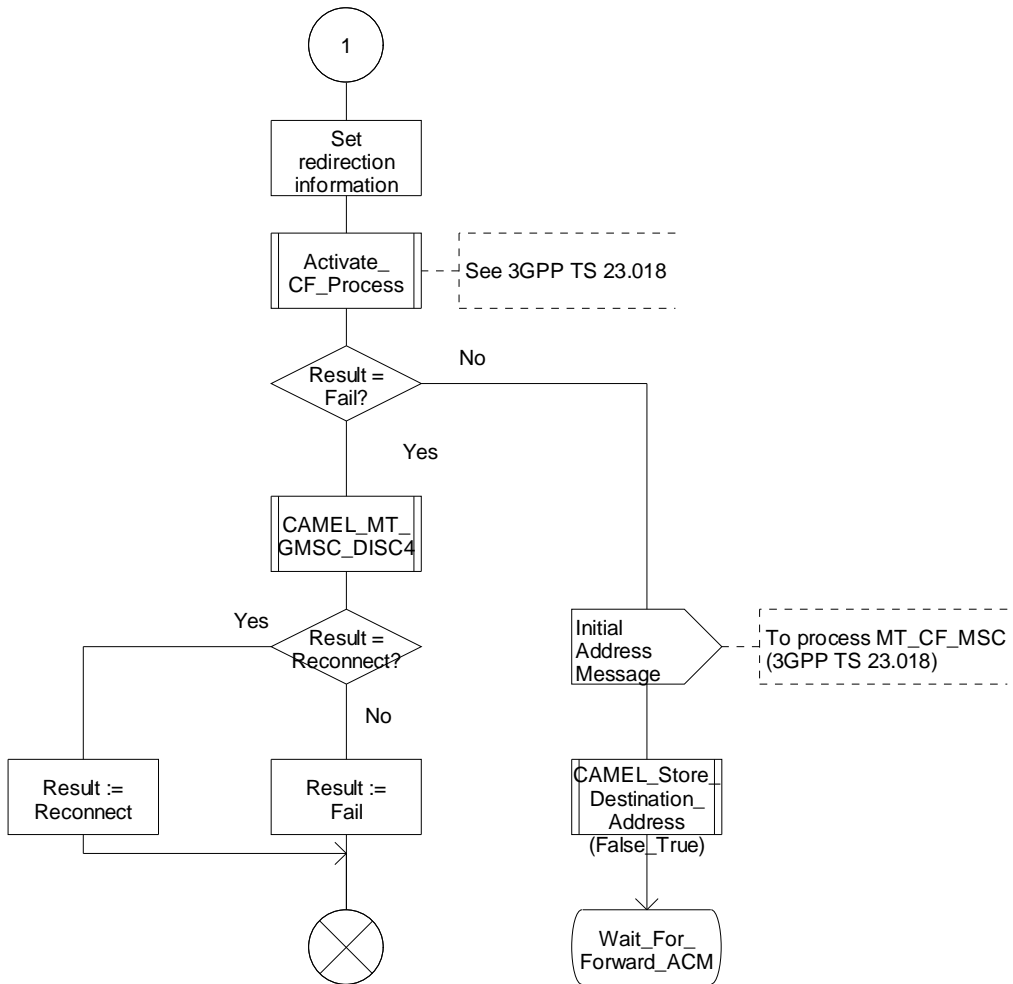 1
Set
redirection
information
Activate_
CF_Process
See 3GPP TS 23.018
Result =
Fail?
No
Yes
CAMEL_MT_
GMSC_DISC4
Result =
Reconnect?
Yes
No
Initial
Address
Message
To process MT_CF_MSC
(3GPP TS 23.018)
Result :=
Reconnect
Result :=
Fail
CAMEL_Store_
Destination_
Address
(False_True)
Wait_For_
Forward_ACM